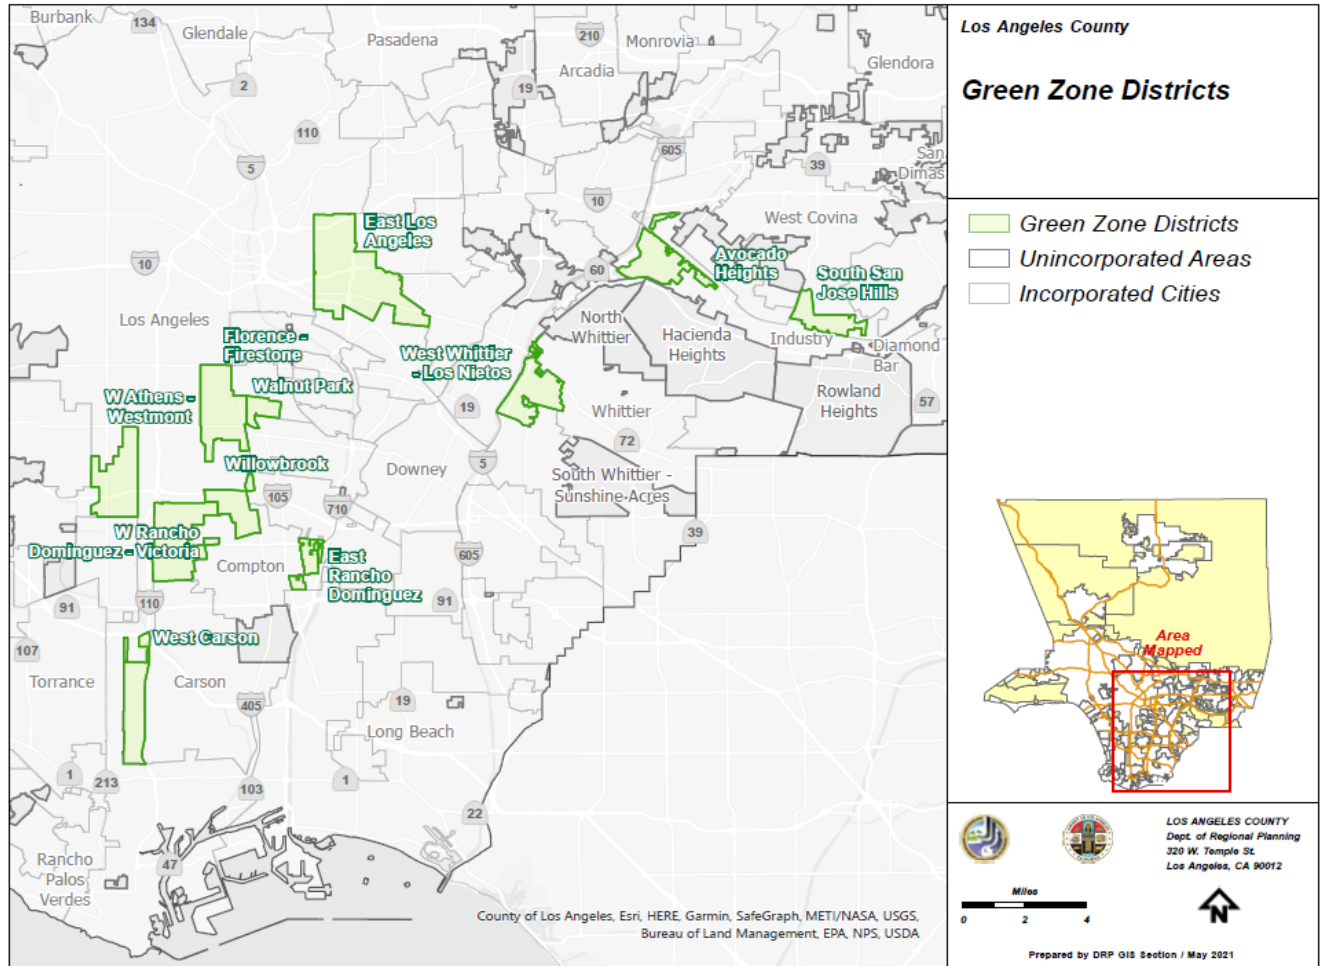 Los Angeles County
Green Zone Districts
Green Zone Districts
Unincorporated Areas
Incorporated Cities
Area
Mapped
LOS ANGELES COUNTY
Dept. of Regional Planning
320 W. Temple St.
Los Angeles, CA 90012
Miles
0 2 4
N
Prepared by DRP GIS Section / May 2021
Burbank
134
Glendale
Pasadena
210
Monrovia
Arcadia
Glendora
2
19
110
5
605
39
San
Dimas
10
West Covina
East Los
Angeles
Avocado
Heights
South San
Jose Hills
10
60
Los Angeles
North
Whittier
Hacienda
Heights
Industry
Diamond
Bar
Florence -
Firestone
West Whittier
- Los Nietos
Walnut Park
W Athens -
Westmont
19
Whittier
Rowland
Heights
57
72
Willowbrook
Downey
5
South Whittier -
Sunshine Acres
105
710
39
W Rancho
Dominguez - Victoria
Compton
East
Rancho
Dominguez
605
91
110
91
West Carson
107
Torrance
Carson
405
19
Long Beach
1
213
103
1
22
47
Rancho
Palos
Verdes
County of Los Angeles, Esri, HERE, Garmin, SafeGraph, METI/NASA, USGS,
Bureau of Land Management, EPA, NPS, USDA